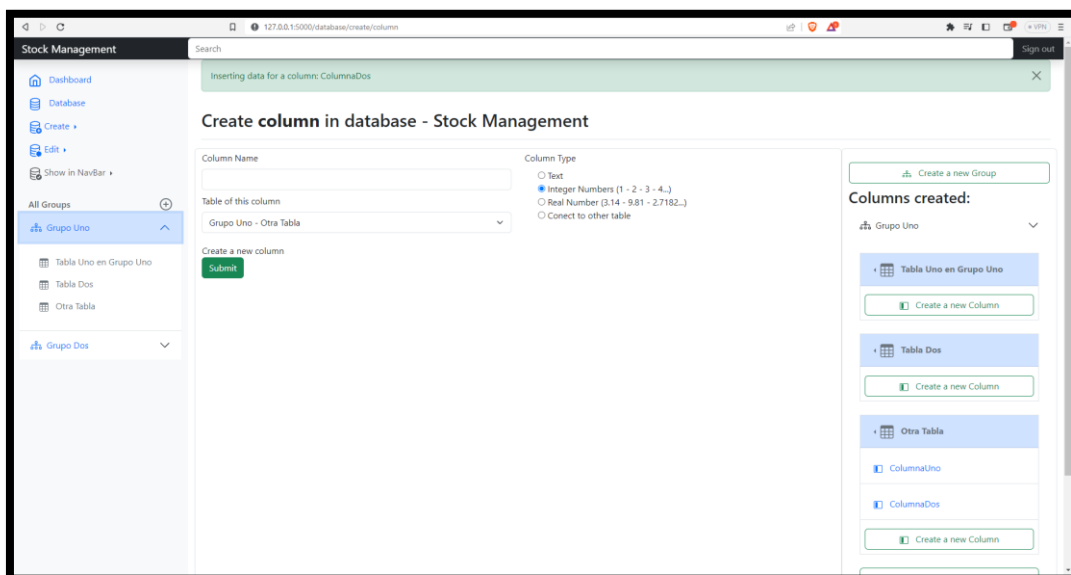 127.0.0.1:5000/database/create/column
VPN
Stock Management
Search
Sign out
Dashboard
Database
Create
Edit
Show in NavBar
All Groups
Grupo Uno
Tabla Uno en Grupo Uno
Tabla Dos
Otra Tabla
Grupo Dos
Inserting data for a column: ColumnaDos
Create column in database - Stock Management
Column Name
Table of this column
Grupo Uno - Otra Tabla
Create a new column
Submit
Column Type
Text
Integer Numbers (1 - 2 - 3 - 4...)
Real Number (3.14 - 9.81 - 2.7182...)
Conect to other table
Create a new Group
Columns created:
Grupo Uno
Tabla Uno en Grupo Uno
Create a new Column
Tabla Dos
Create a new Column
Otra Tabla
ColumnaUno
ColumnaDos
Create a new Column